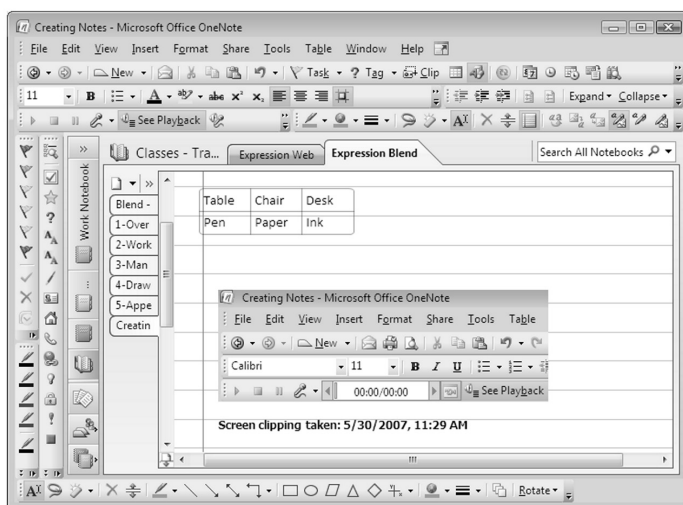 Creating Notes - Microsoft Office OneNote
File Edit View Insert Format Share Tools Table Window Help
New Task ? Tag Clip
11 B abc x² x₂ Expand Collapse
See Playback
Classes - Tra... Expression Web Expression Blend Search All Notebooks
Work Notebook
Blend -
1-Over
2-Work
3-Man
4-Draw
5-Appe
Creatin
Table Chair Desk
Pen Paper Ink
Creating Notes - Microsoft Office OneNote
File Edit View Insert Format Share Tools Table
New
Calibri 11 B I U
00:00/00:00 See Playback
Screen clipping taken: 5/30/2007, 11:29 AM
Rotate